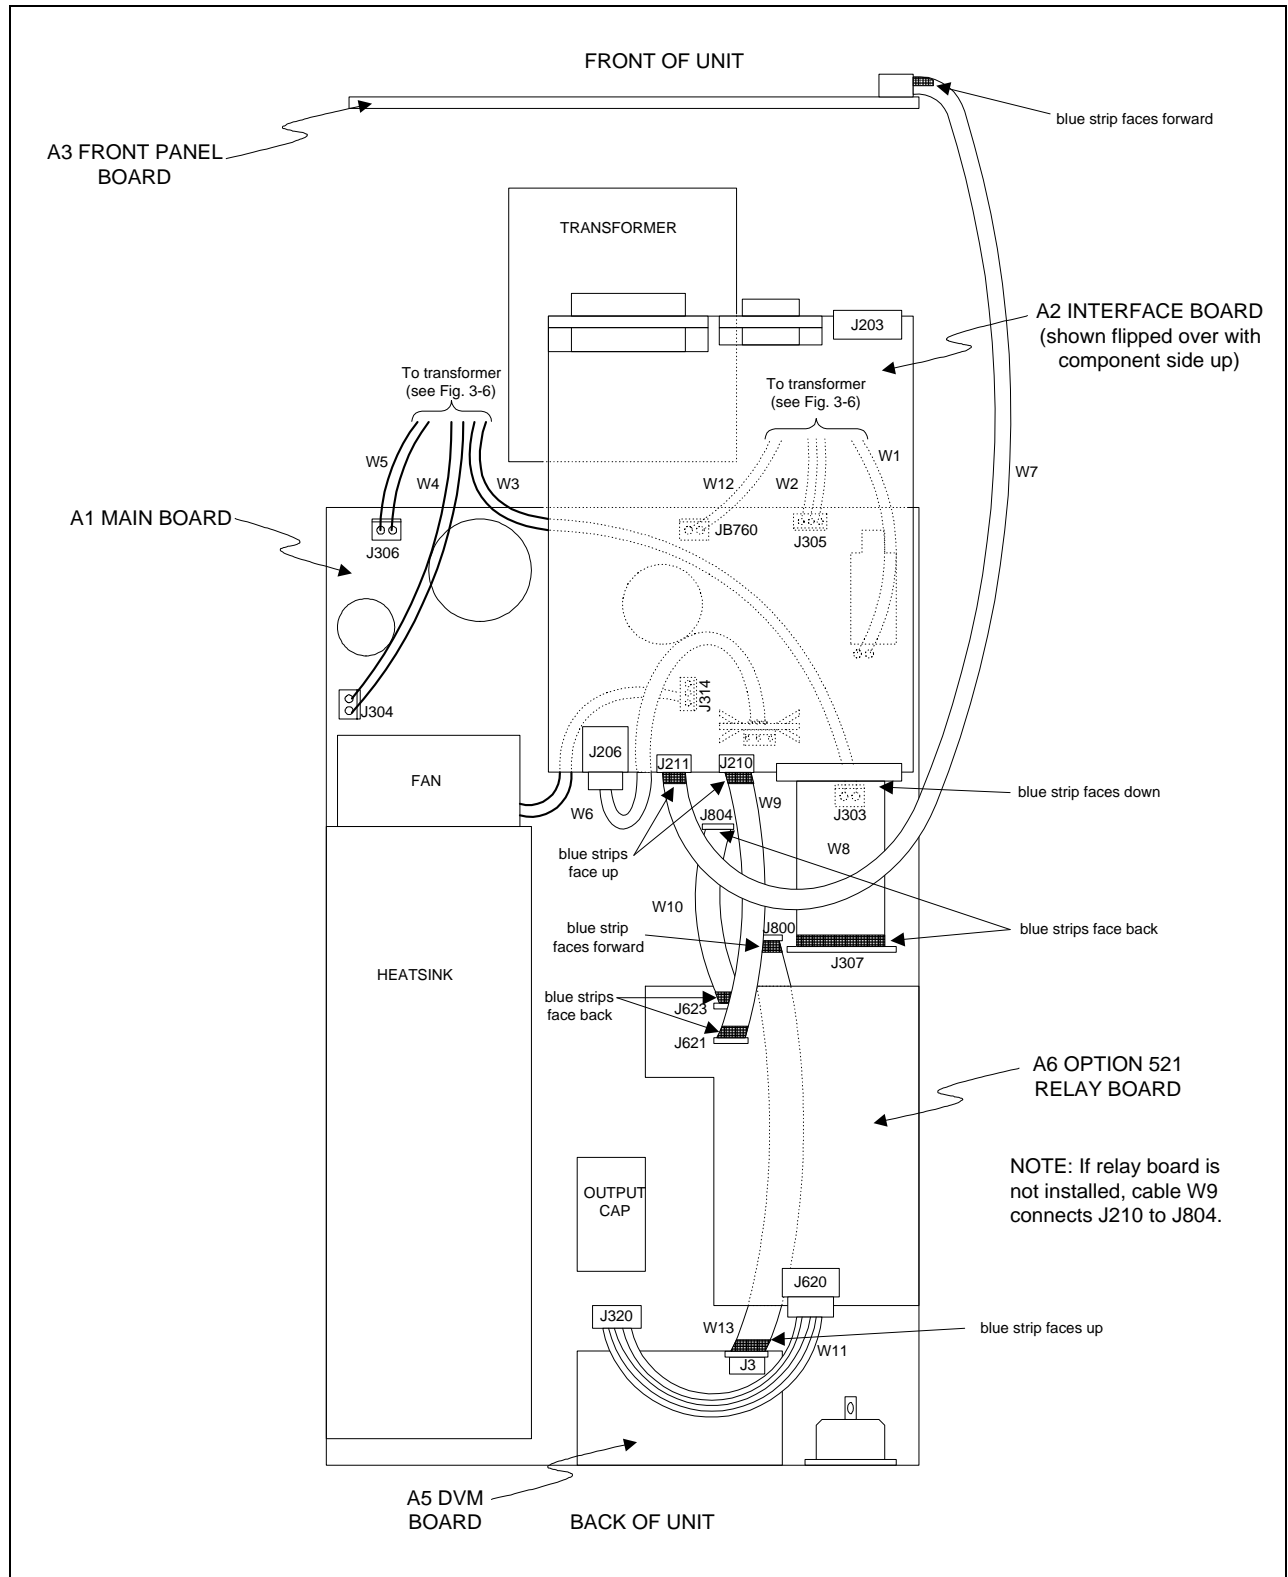 FRONT OF UNIT
blue strip faces forward
A3 FRONT PANEL
BOARD
TRANSFORMER
A2 INTERFACE BOARD
(shown flipped over with
component side up)
J203
To transformer
(see Fig. 3-6)
To transformer
(see Fig. 3-6)
W5
W4
W3
W12
W2
W1
W7
A1 MAIN BOARD
J306
JB760
J305
J304
J314
FAN
J206
J211
J210
W6
W9
J303
blue strip faces down
J804
blue strips
face up
W8
W10
blue strip
faces forward
J800
blue strips face back
J307
HEATSINK
blue strips
face back
J623
J621
A6 OPTION 521
RELAY BOARD
NOTE: If relay board is
not installed, cable W9
connects J210 to J804.
OUTPUT
CAP
J620
J320
W13
W11
blue strip faces up
J3
A5 DVM
BOARD
BACK OF UNIT